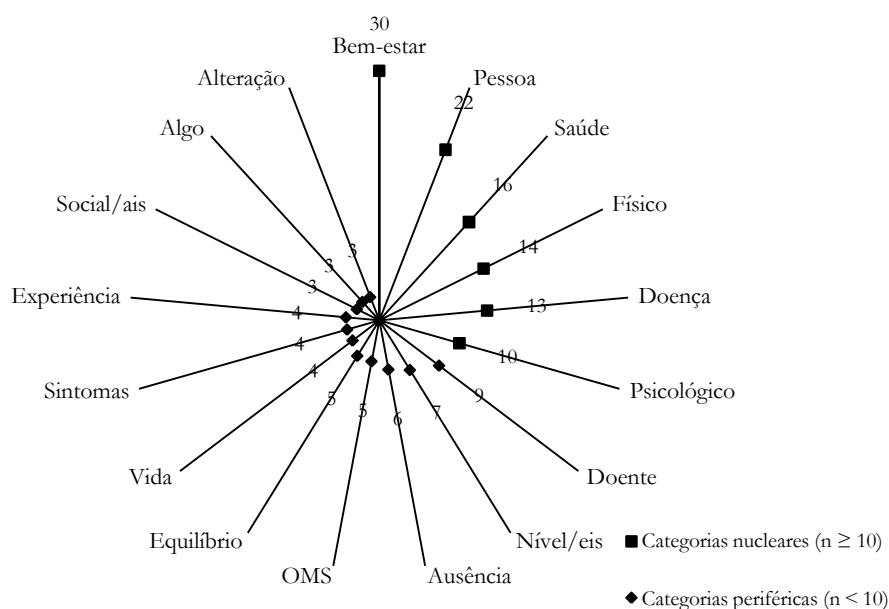 30
Bem-estar
Alteração
Pessoa
22
Algo
Saúde
16
Social/ais
Físico
14
3
3
3
Experiência
Doença
13
4
Sintomas
4
10
Psicológico
4
9
5
5
6
7
Vida
Doente
Equilíbrio
Nível/eis
OMS
Ausência
Categorias nucleares (n ≥ 10)
Categorias periféricas (n < 10)